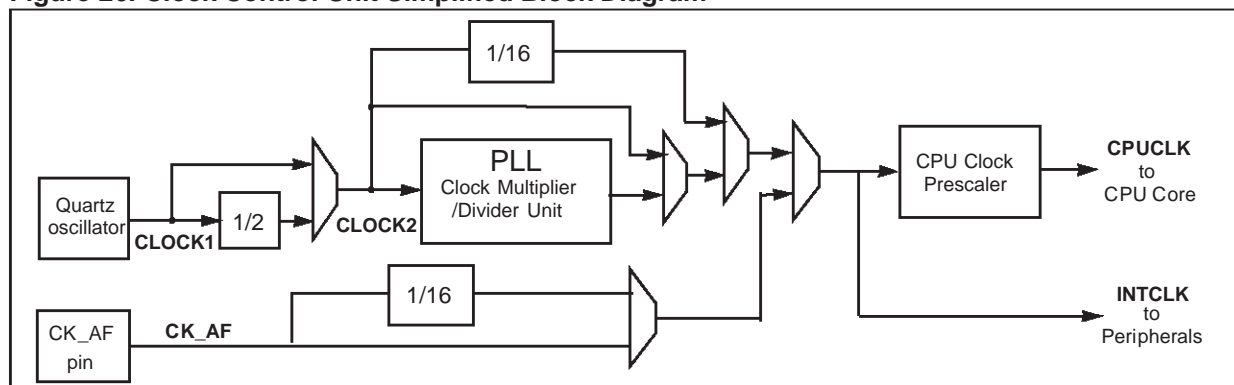 Figure 20. Clock Control Unit Simplified Block Diagram
1/16
PLL
Clock Multiplier
/Divider Unit
CPU Clock
Prescaler
CPUCLK
to
CPU Core
Quartz
oscillator
CLOCK1
1/2
CLOCK2
1/16
CK_AF
pin
CK_AF
INTCLK
to
Peripherals